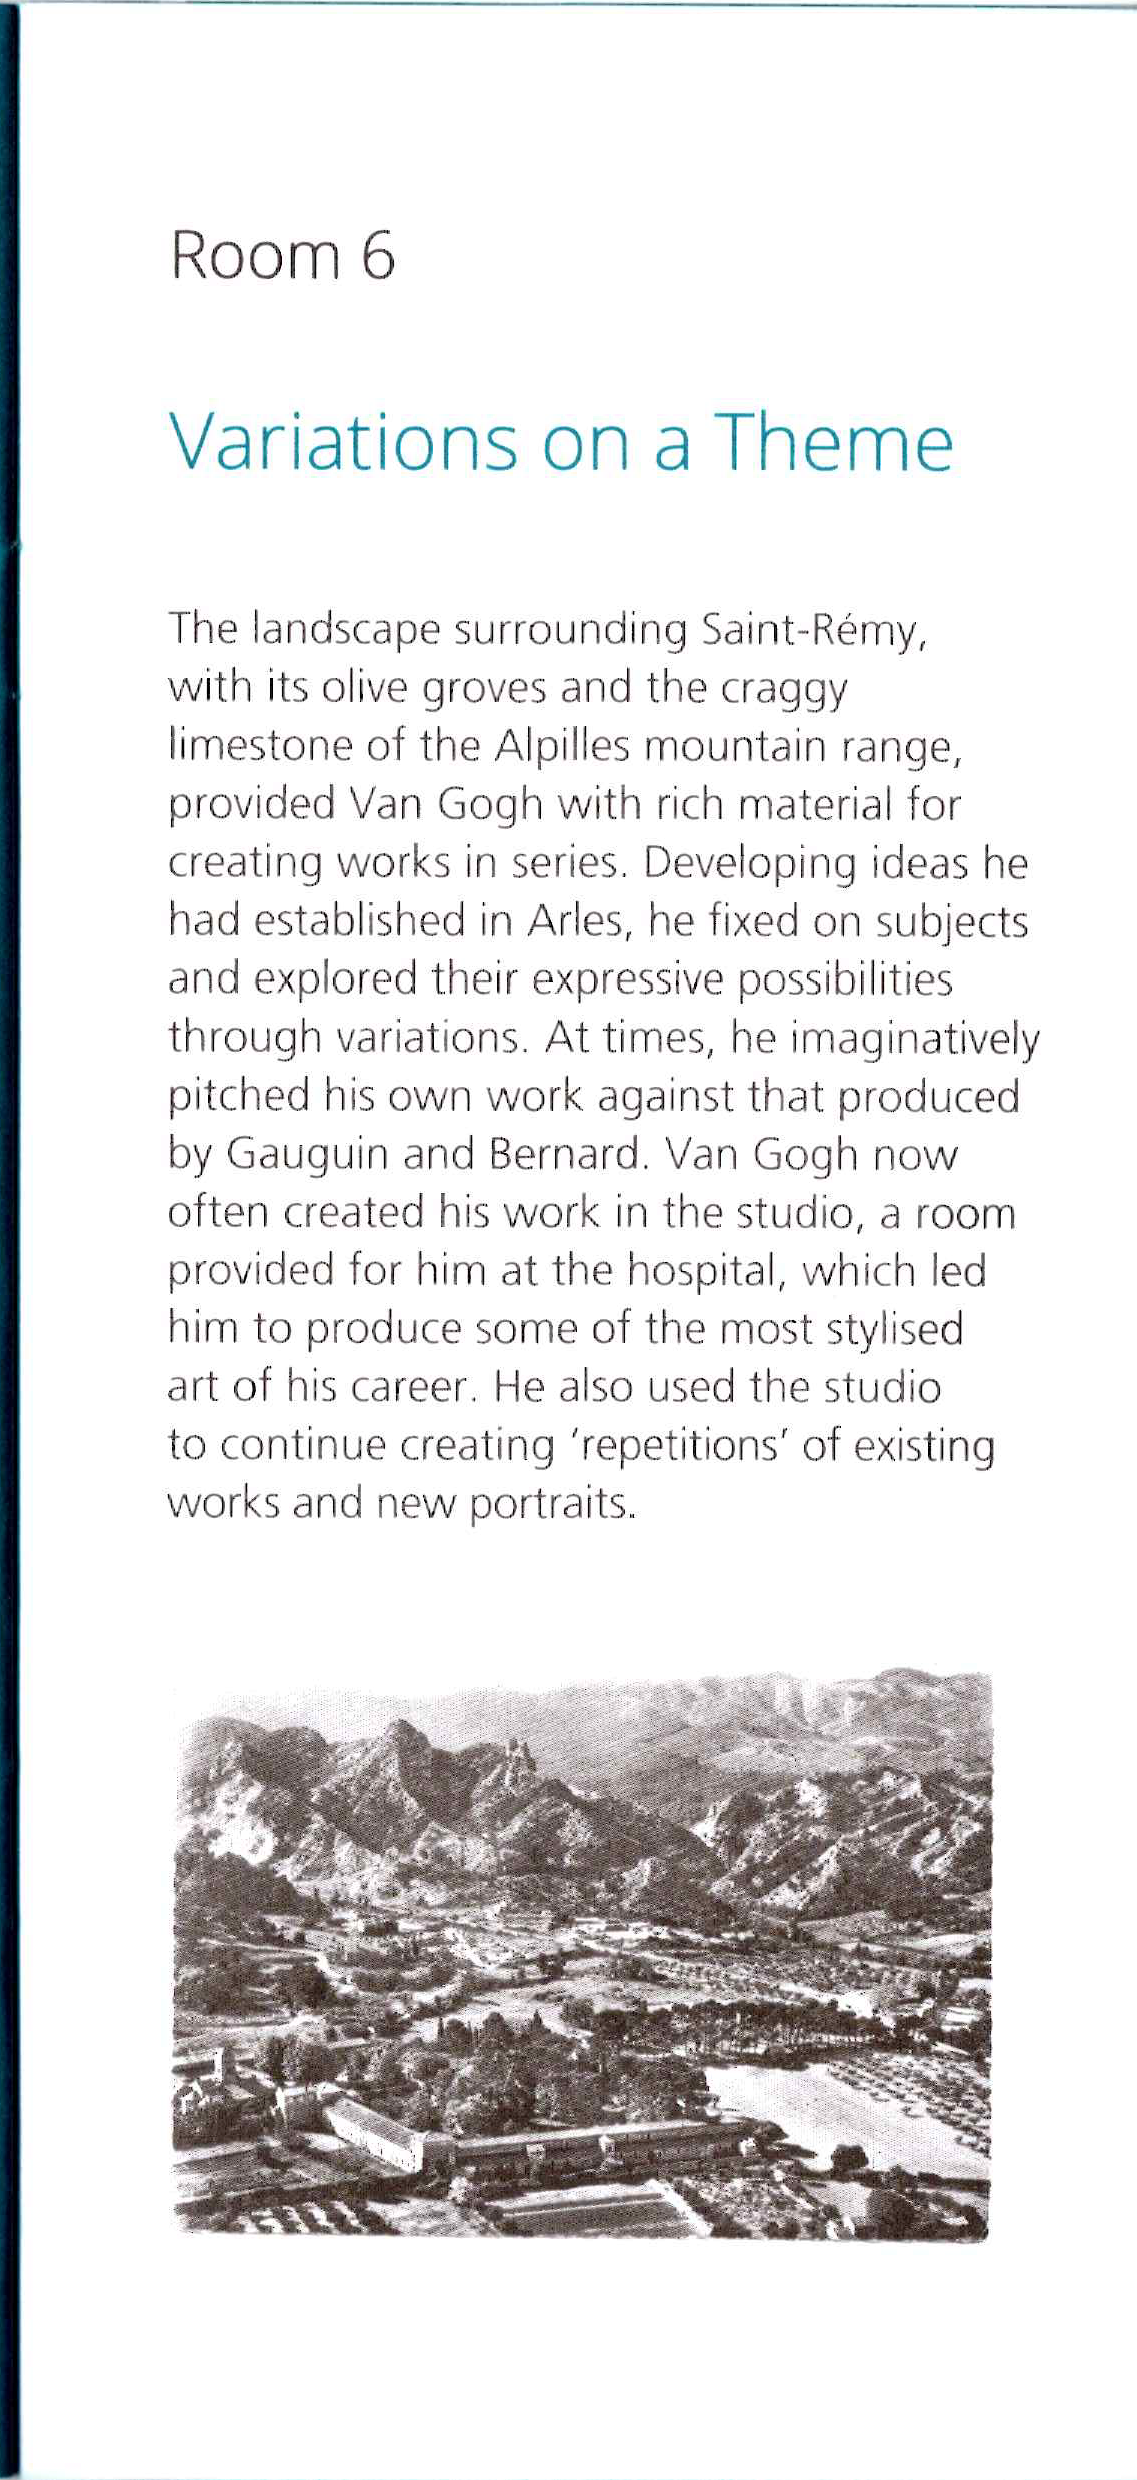 Room 6
Variations on a Theme
The landscape surrounding Saint-Rémy,
with its olive groves and the craggy
limestone of the Alpilles mountain range,
provided Van Gogh with rich material for
creating works in series. Developing ideas he
had established in Arles, he fixed on subjects
and explored their expressive possibilities
through variations. At times, he imaginatively
pitched his own work against that produced
by Gauguin and Bernard. Van Gogh now
often created his work in the studio, a room
provided for him at the hospital, which led
him to produce some of the most stylised
art of his career. He also used the studio
to continue creating ‘repetitions’ of existing
works and new portraits.